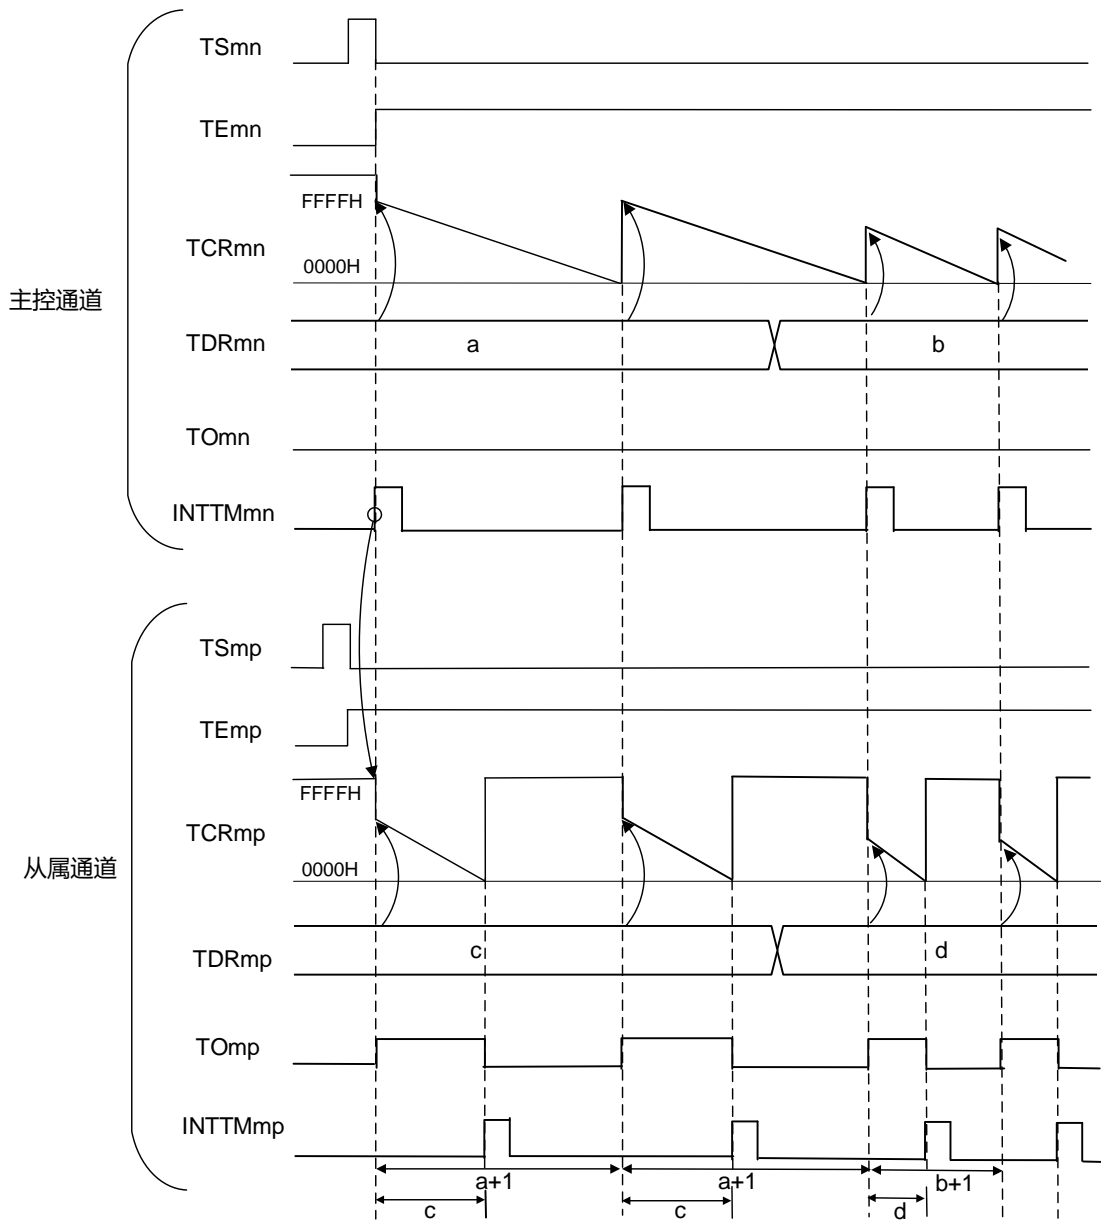 TSmn
TEmn
FFFFH
TCRmn
0000H
主控通道
TDRmn
a
b
TOmn
INTTMmn
TSmp
TEmp
FFFFH
TCRmp
从属通道
0000H
TDRmp
c
d
TOmp
INTTMmp
a+1
a+1
b+1
c
c
d